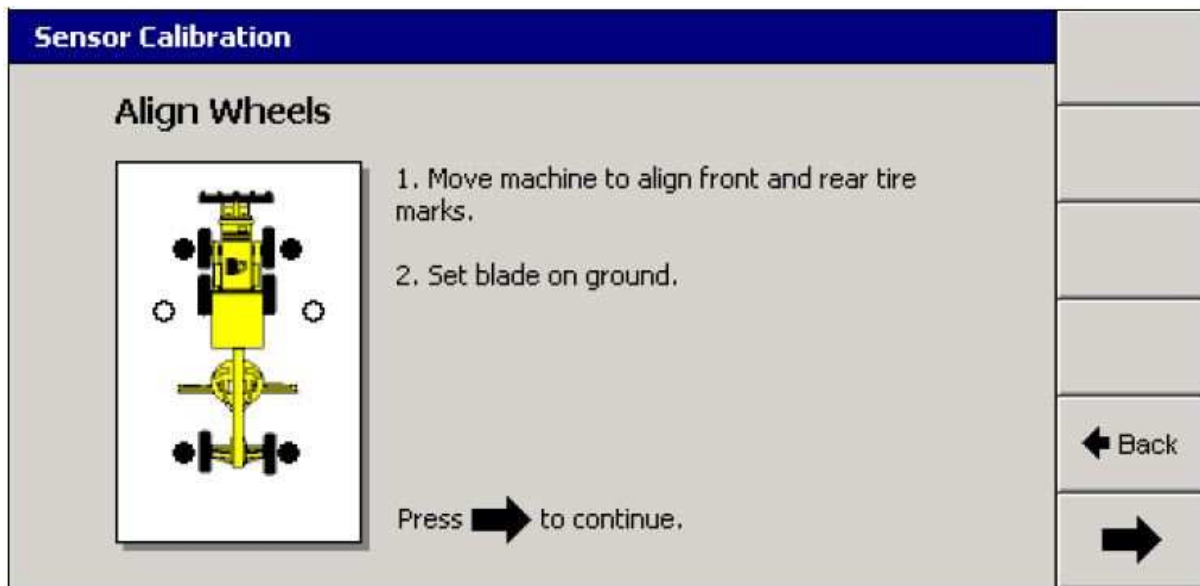 Sensor Calibration
Align Wheels
1. Move machine to align front and rear tire
marks.
2. Set blade on ground.
Press to continue.
Back